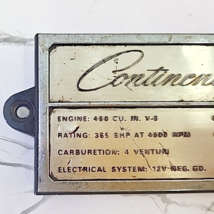 Continen
ENGINE: 460 CU. IN. V-8
RATING: 365 BHP AT 4600 RPM
CARBURETION: 4 VENTURI
ELECTRICAL SYSTEM: 12V NEG. GD.